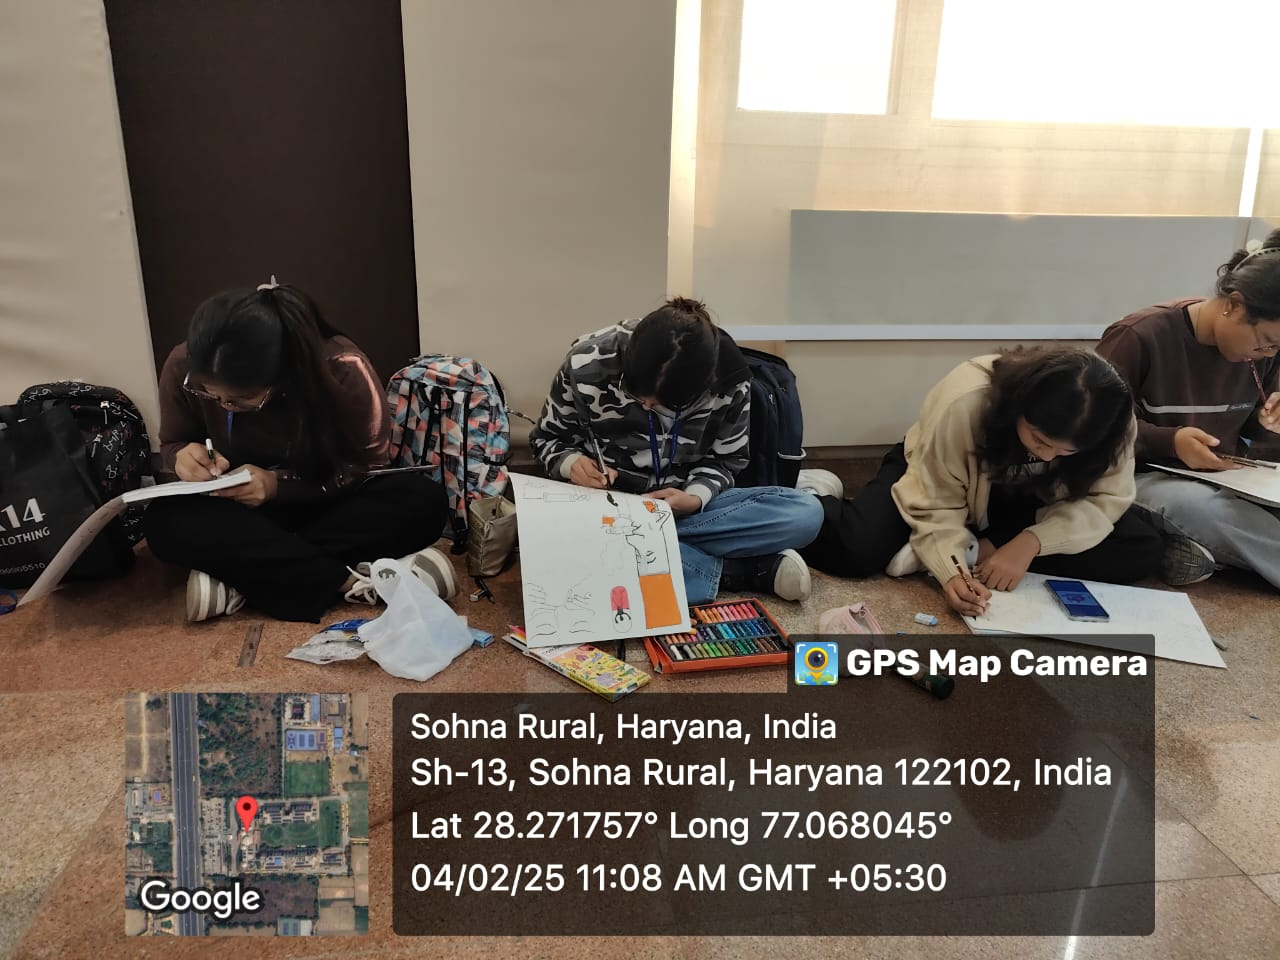 14
CLOTHING
GPS Map Camera
Sohna Rural, Haryana, India
Sh-13, Sohna Rural, Haryana 122102, India
Lat 28.271757° Long 77.068045°
04/02/25 11:08 AM GMT +05:30
Google